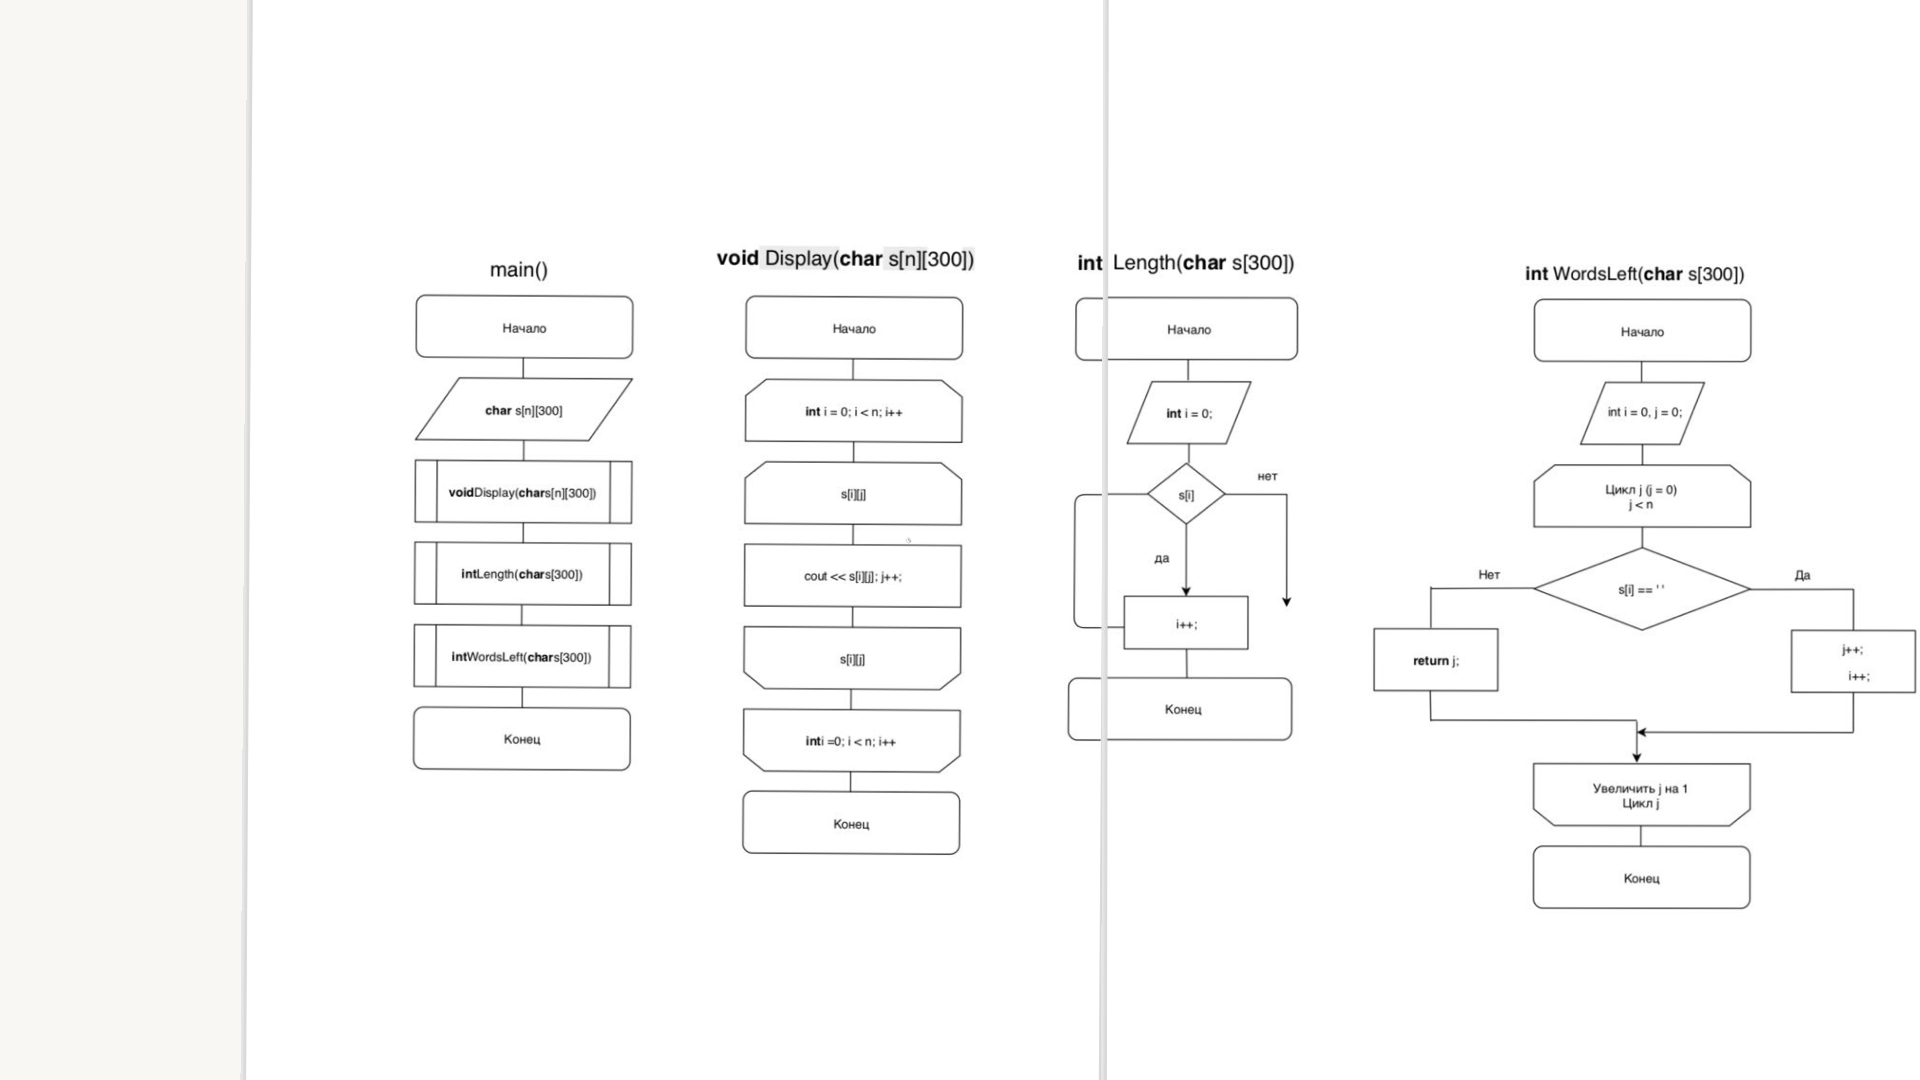 main()
Начало
char s[n][300]
voidDisplay(chars[n][300])
intLength(chars[300])
intWordsLeft(chars[300])
Конец
void Display(char s[n][300])
Начало
int i = 0; i < n; i++
s[i][j]
cout << s[i][j]; j++;
s[i][j]
inti =0; i < n; i++
Конец
int Length(char s[300])
Начало
int i = 0;
s[i]
нет
да
i++;
Конец
int WordsLeft(char s[300])
Начало
int i = 0, j = 0;
Цикл j (j = 0)
j < n
Нет
s[i] == ' '
Да
return j;
j++;
i++;
Увеличить j на 1
Цикл j
Конец